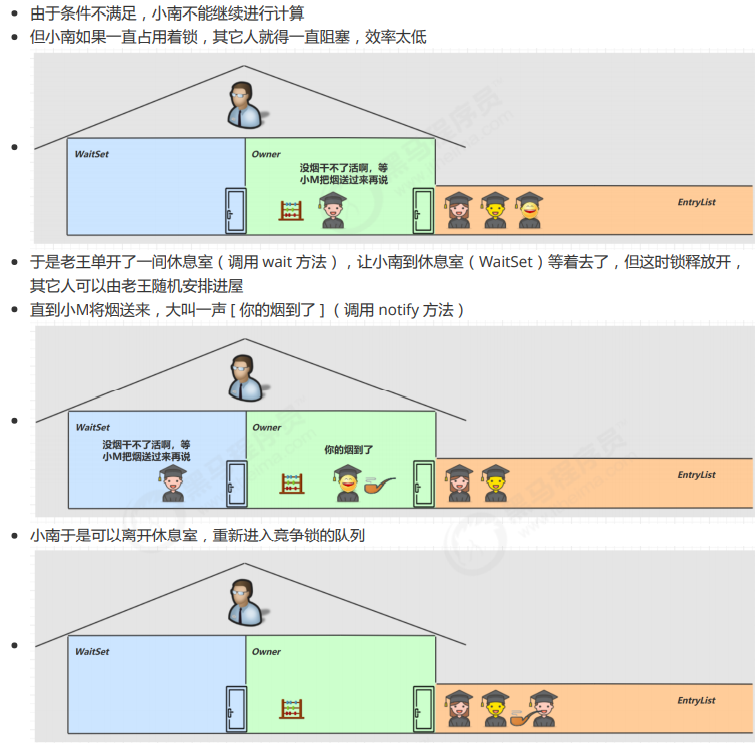 由于条件不满足，小南不能继续进行计算
但小南如果一直占用着锁，其它人就得一直阻塞，效率太低
WaitSet
Owner
没烟干不了活啊，等
小M把烟送过来再说
EntryList
于是老王单开了一间休息室（调用 wait 方法），让小南到休息室（WaitSet）等着去了，但这时锁释放开，
其它人可以由老王随机安排进屋
直到小M将烟送来，大叫一声 [ 你的烟到了 ] （调用 notify 方法）
WaitSet
没烟干不了活啊，等
小M把烟送过来再说
Owner
你的烟到了
EntryList
小南于是可以离开休息室，重新进入竞争锁的队列
WaitSet
Owner
EntryList